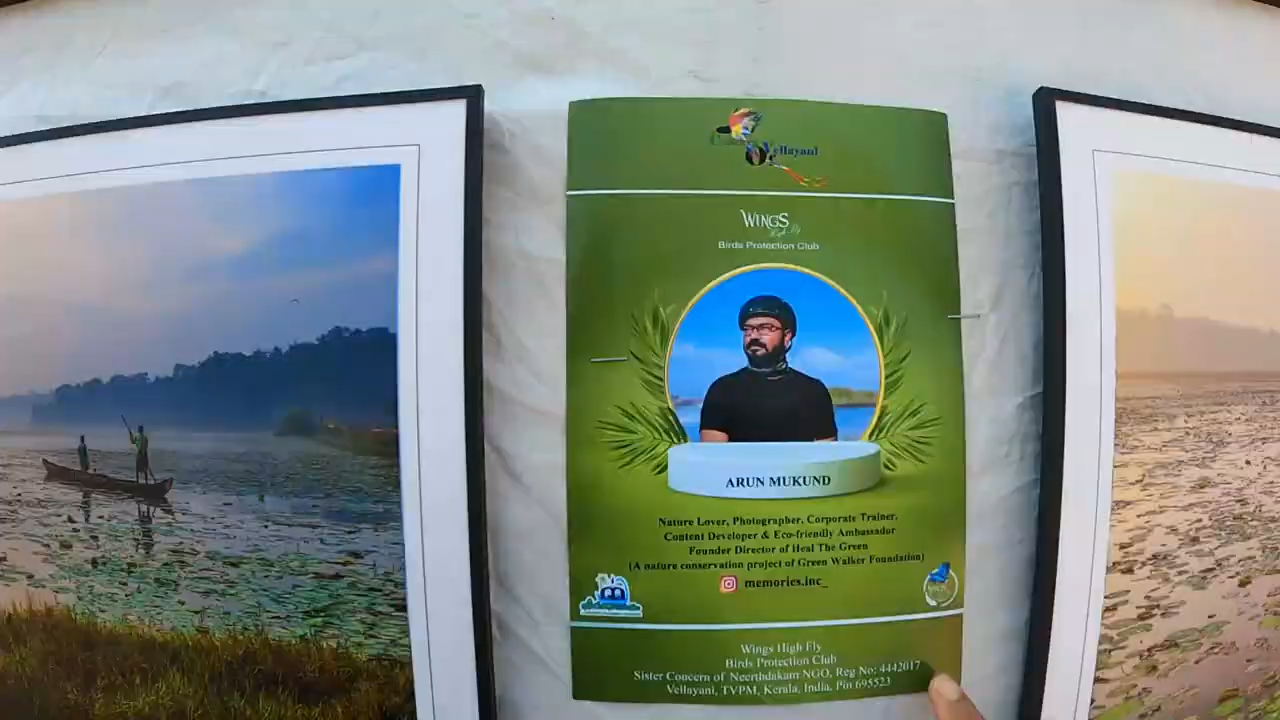 Vellayani
WINGS
High Fly
Birds Protection Club
ARUN MUKUND
Nature Lover, Photographer, Corporate Trainer,
Content Developer & Eco-friendly Ambassador
Founder Director of Heal The Green
(A nature conservation project of Green Walker Foundation)
memories.inc_
Wings High Fly
Birds Protection Club
Sister Concern of Neerthdakam NGO, Reg No: 4442017
Vellayani, TVPM, Kerala, India, Pin 695523